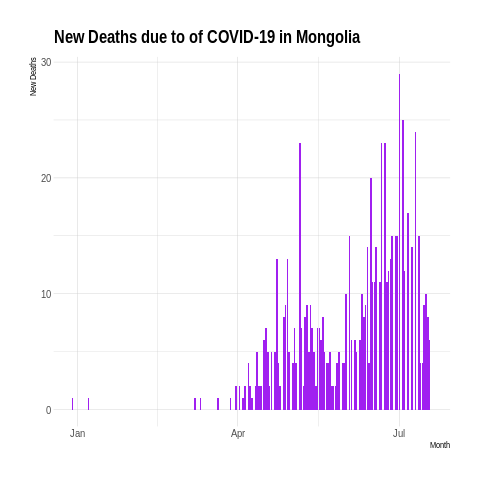 New Deaths due to of COVID-19 in Mongolia
New Deaths
30
20
10
0
Jan Apr Jul
Month